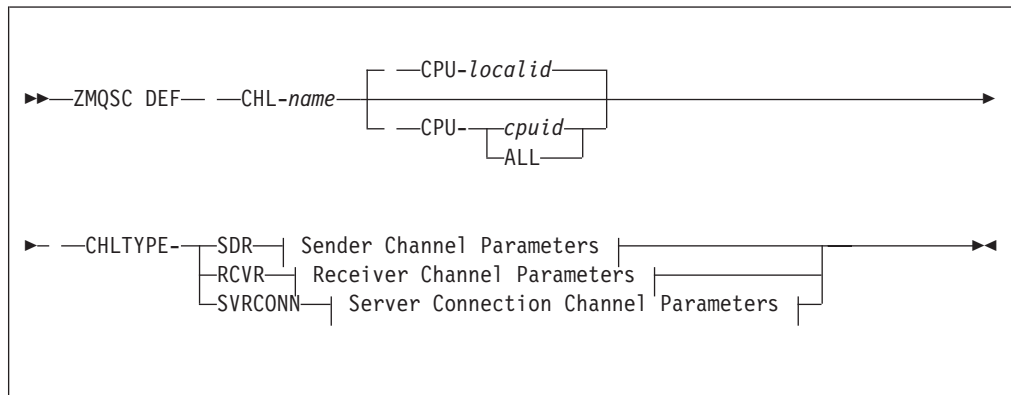 CPU-localid
ZMQSC DEF CHL-name
CPU- cpuid
ALL
CHLTYPE- SDR Sender Channel Parameters
RCVR Receiver Channel Parameters
SVRCONN Server Connection Channel Parameters